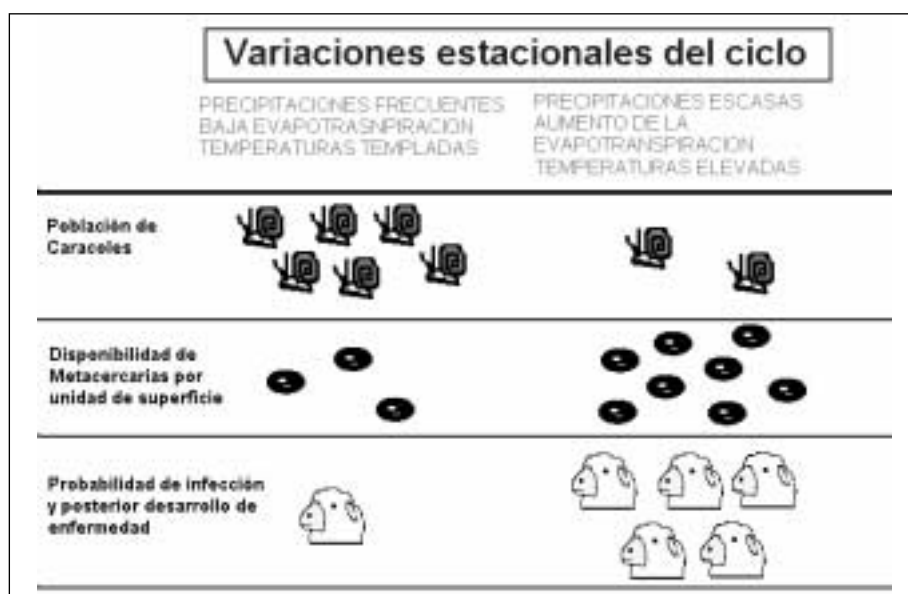 Variaciones estacionales del ciclo
PRECIPITACIONES FRECUENTES
BAJA EVAPOTRASNPIRACION
TEMPERATURAS TEMPLADAS
PRECIPITACIONES ESCASAS
AUMENTO DE LA
EVAPOTRANSPIRACION
TEMPERATURAS ELEVADAS
Población de
Caracoles
Disponibilidad de
Metacercarias por
unidad de superficie
Probabilidad de infección
y posterior desarrollo de
enfermedad